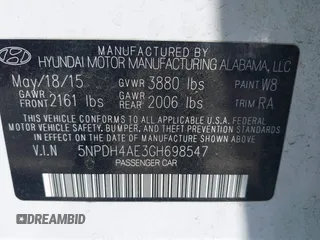 MANUFACTURED BY
HYUNDAI MOTOR MANUFACTURING ALABAMA, LLC
May/18/15 GVWR 3880 lbs PAINT W8
GAWR FRONT 2161 lbs GAWR REAR 2006 lbs TRIM RA
THIS VEHICLE CONFORMS TO ALL APPLICABLE U.S.
FEDERAL MOTOR VEHICLE SAFETY, BUMPER, AND
THEFT PREVENTION STANDARDS IN EFFECT ON THE
DATE OF MANUFACTURE SHOWN ABOVE.
V.I.N 5NPDH4AE3GH698547
PASSENGER CAR
AUTOBIDMASTER